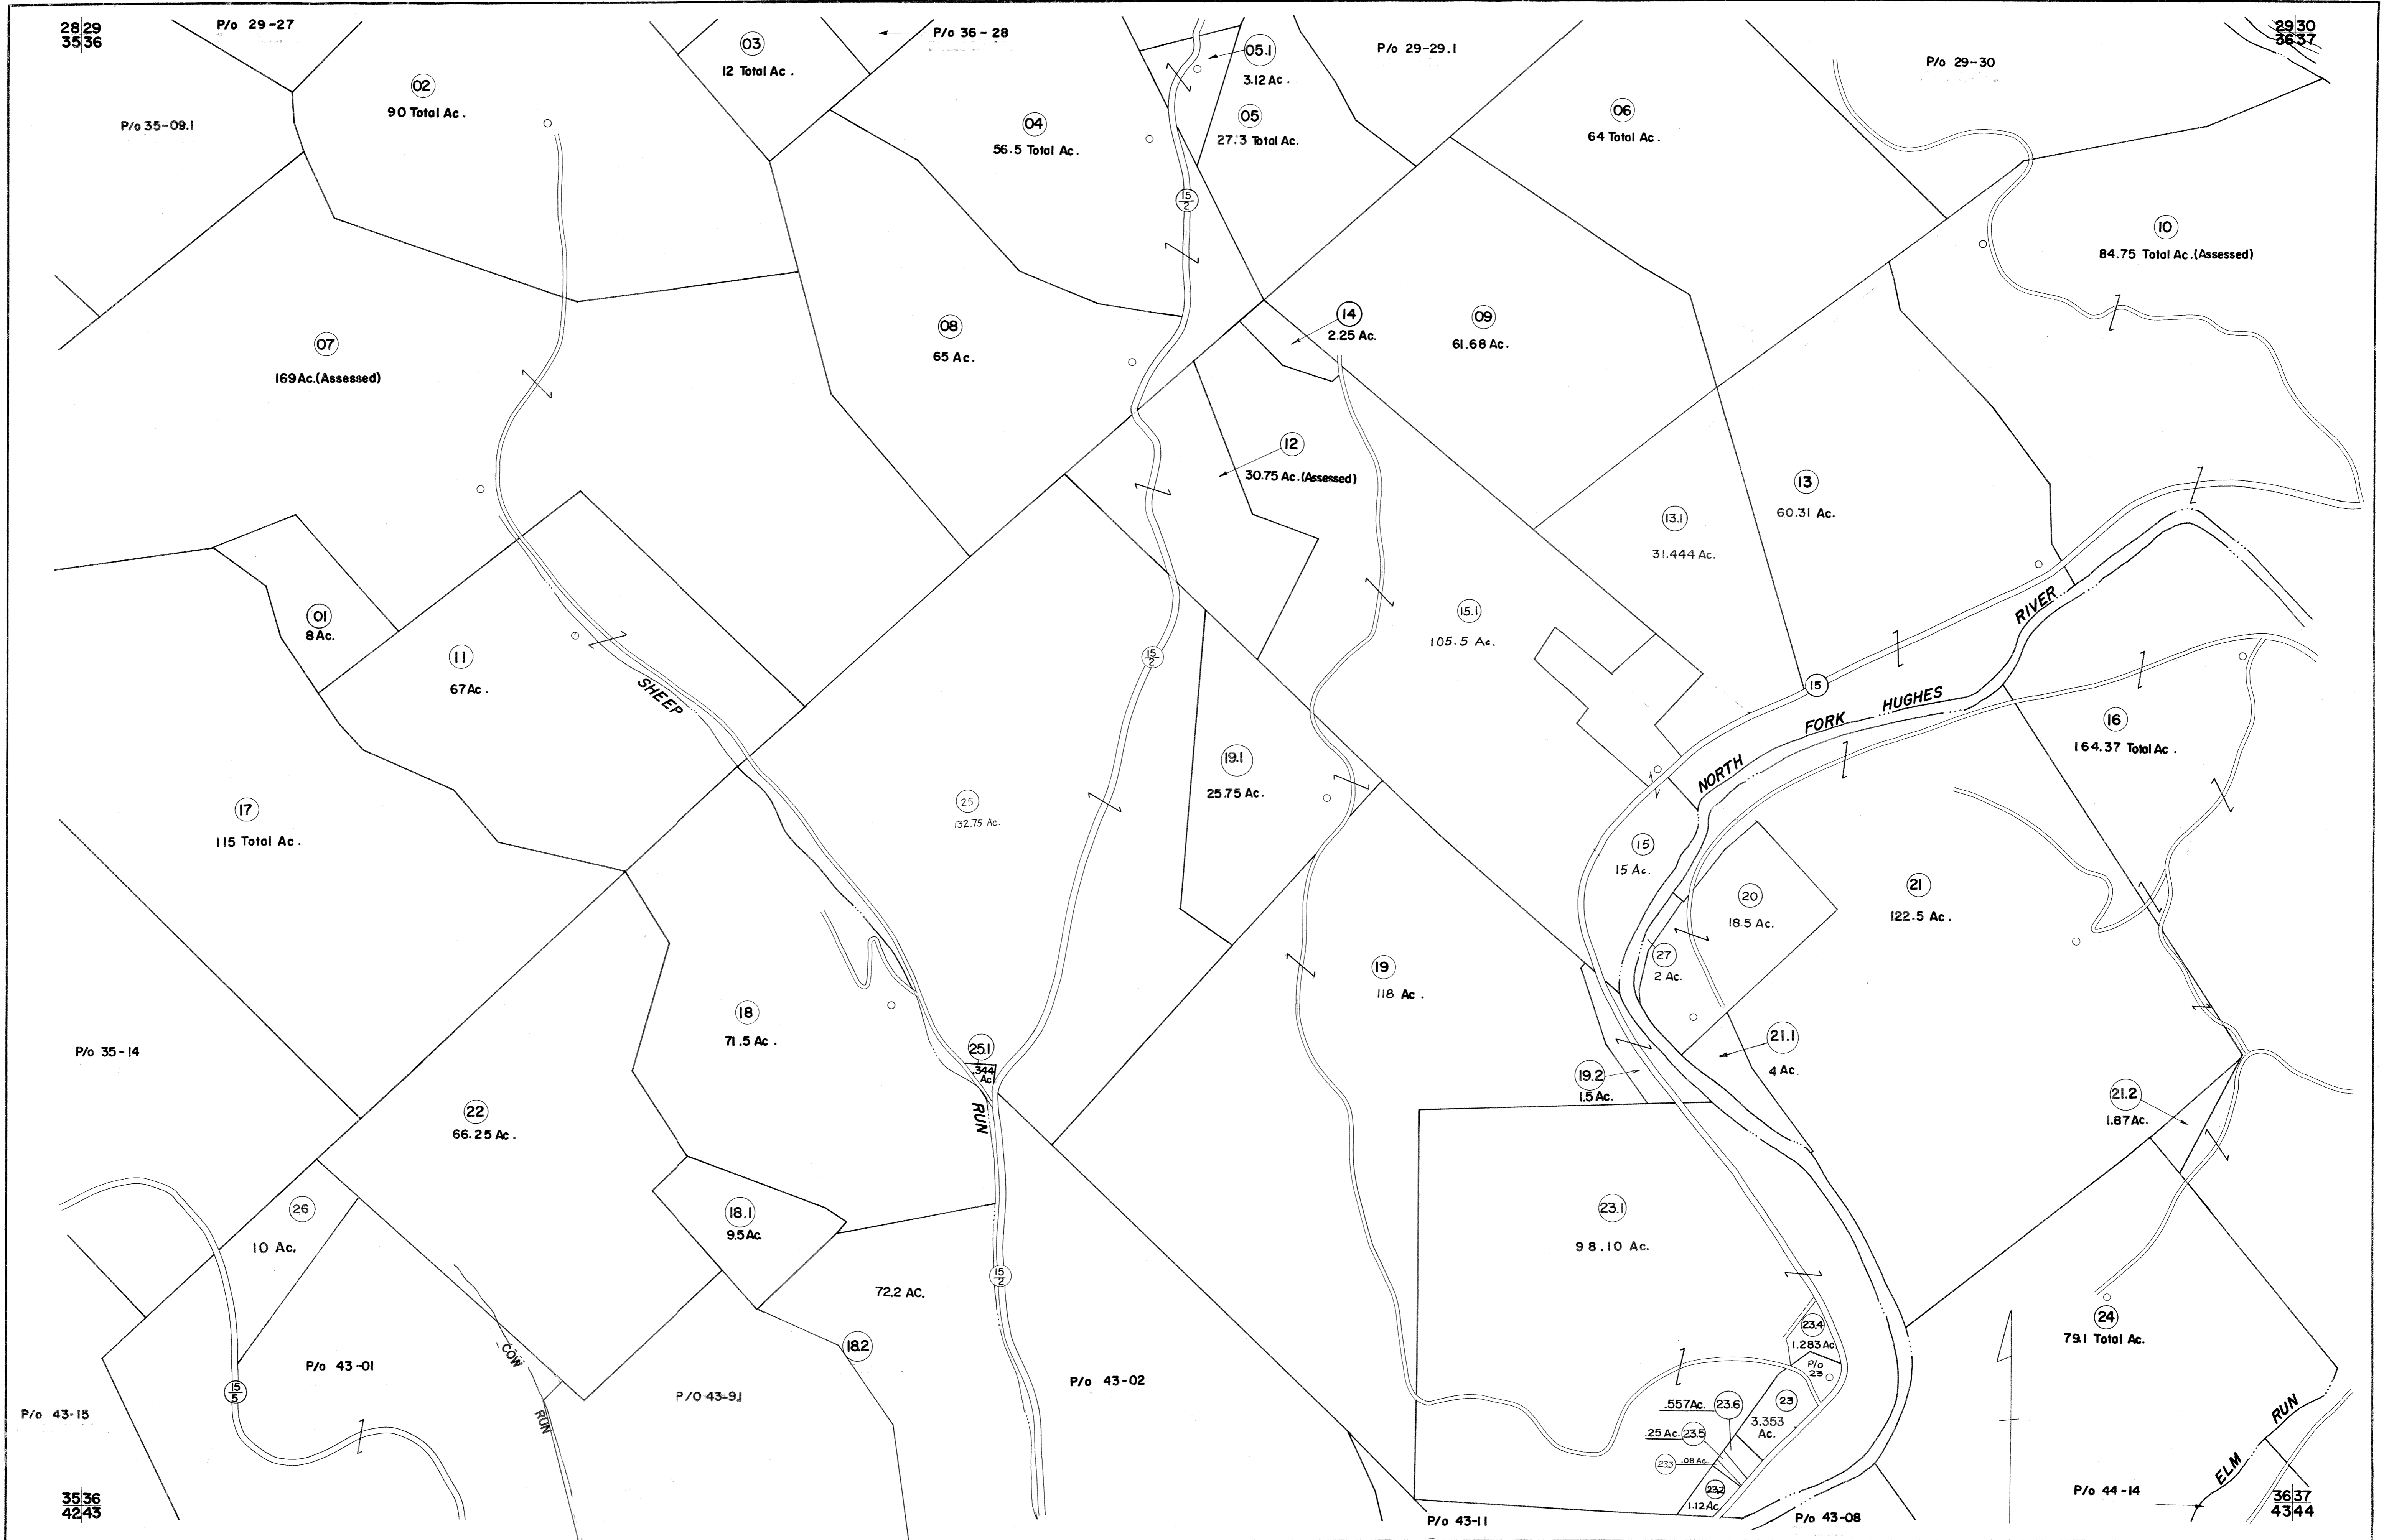 28 29
35 36
P/o 29-27
P/o 36-28
P/o 29-29.1
P/o 29-30
29 30
36 37
P/o 35-09.1
02
90 Total Ac.
03
12 Total Ac.
04
56.5 Total Ac.
05.1
3.12 Ac.
05
27.3 Total Ac.
06
64 Total Ac.
15
2
10
84.75 Total Ac.(Assessed)
07
169 Ac.(Assessed)
08
65 Ac.
14
2.25 Ac.
09
61.68 Ac.
12
30.75 Ac.(Assessed)
13.1
31.444 Ac.
13
60.31 Ac.
01
8 Ac.
11
67 Ac.
SHEEP
15
2
15.1
105.5 Ac.
15
NORTH FORK HUGHES RIVER
16
164.37 Total Ac.
17
115 Total Ac.
25
132.75 Ac.
19.1
25.75 Ac.
15
15 Ac.
20
18.5 Ac.
21
122.5 Ac.
27
2 Ac.
19
118 Ac.
P/o 35-14
18
71.5 Ac.
25.1
.344
Ac
RUN
19.2
1.5 Ac.
21.1
4 Ac.
21.2
1.87 Ac.
22
66.25 Ac.
26
10 Ac.
18.1
9.5 Ac.
72.2 AC.
18.2
15
2
23.1
98.10 Ac.
P/o 43-15
15
5
P/o 43-01
COW
RUN
P/O 43-9.1
P/o 43-02
23.4
1.283 Ac.
P/o
23
23
3.353
Ac.
.557 Ac. 23.6
.25 Ac. 23.5
23.3 .08 Ac.
23.2
1.12 Ac.
24
79.1 Total Ac.
ELM RUN
35 36
42 43
P/o 43-11
P/o 43-08
P/o 44-14
36 37
43 44